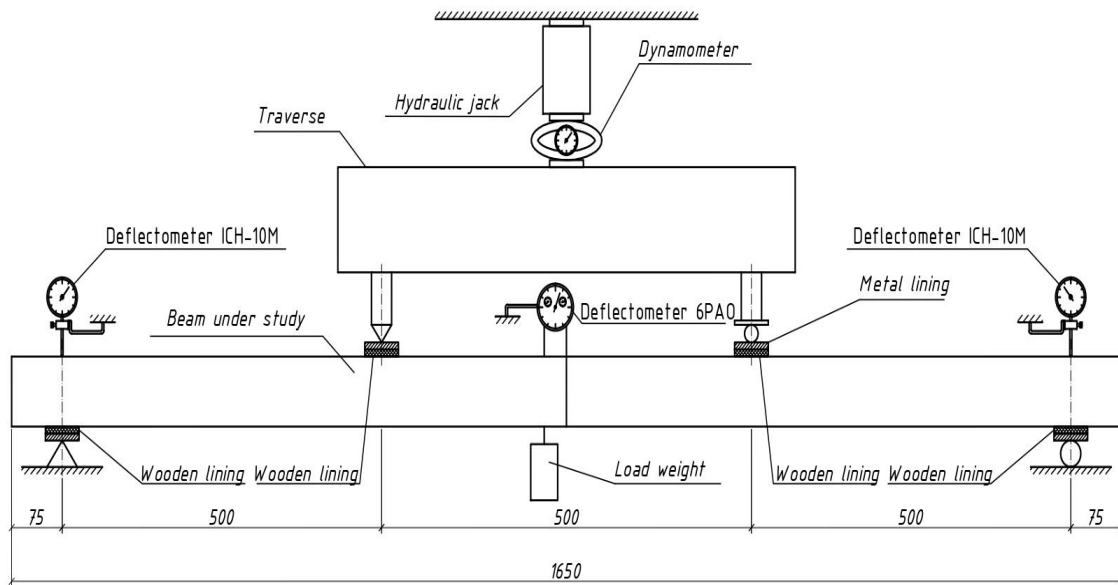 Dynamometer
Hydraulic jack
Traverse
Deflectometer ICH-10M
Deflectometer ICH-10M
Metal lining
Beam under study
Deflectometer 6PAO
Wooden lining
Wooden lining
Load weight
Wooden lining
Wooden lining
75
500
500
500
75
1650